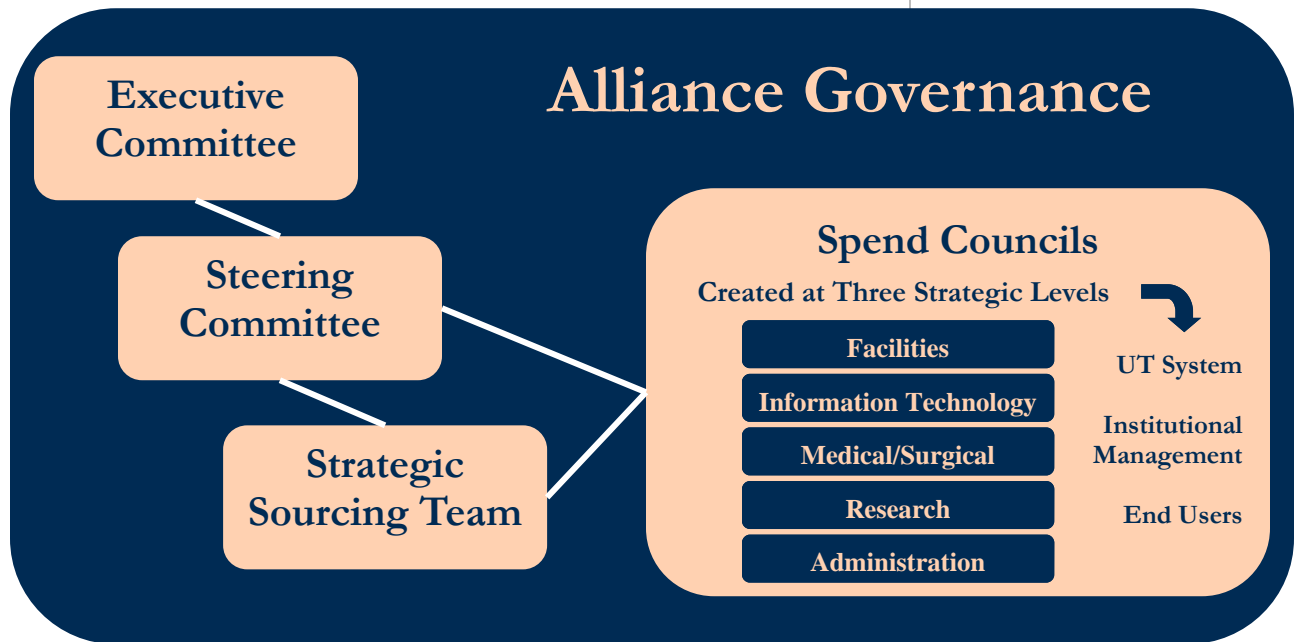 Alliance Governance
Executive
Committee
Steering
Committee
Strategic
Sourcing Team
Spend Councils
Created at Three Strategic Levels
Facilities
Information Technology
Medical/Surgical
Research
Administration
UT System
Institutional
Management
End Users